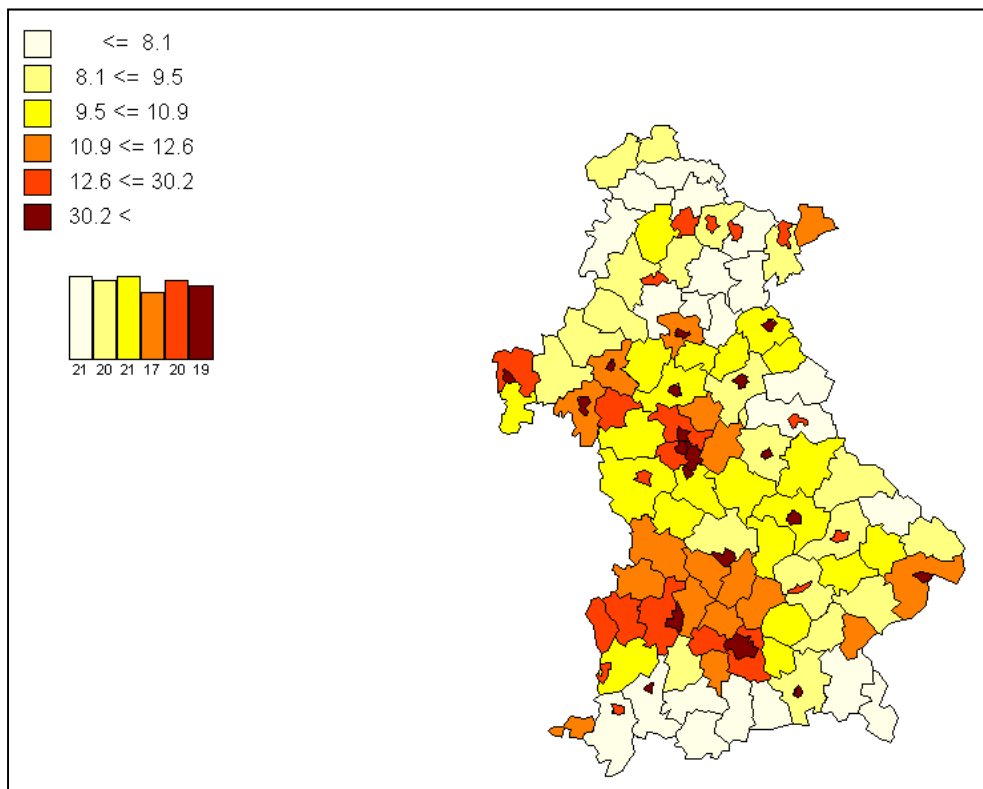 <= 8.1
8.1 <= 9.5
9.5 <= 10.9
10.9 <= 12.6
12.6 <= 30.2
30.2 <
21 20 21 17 20 19